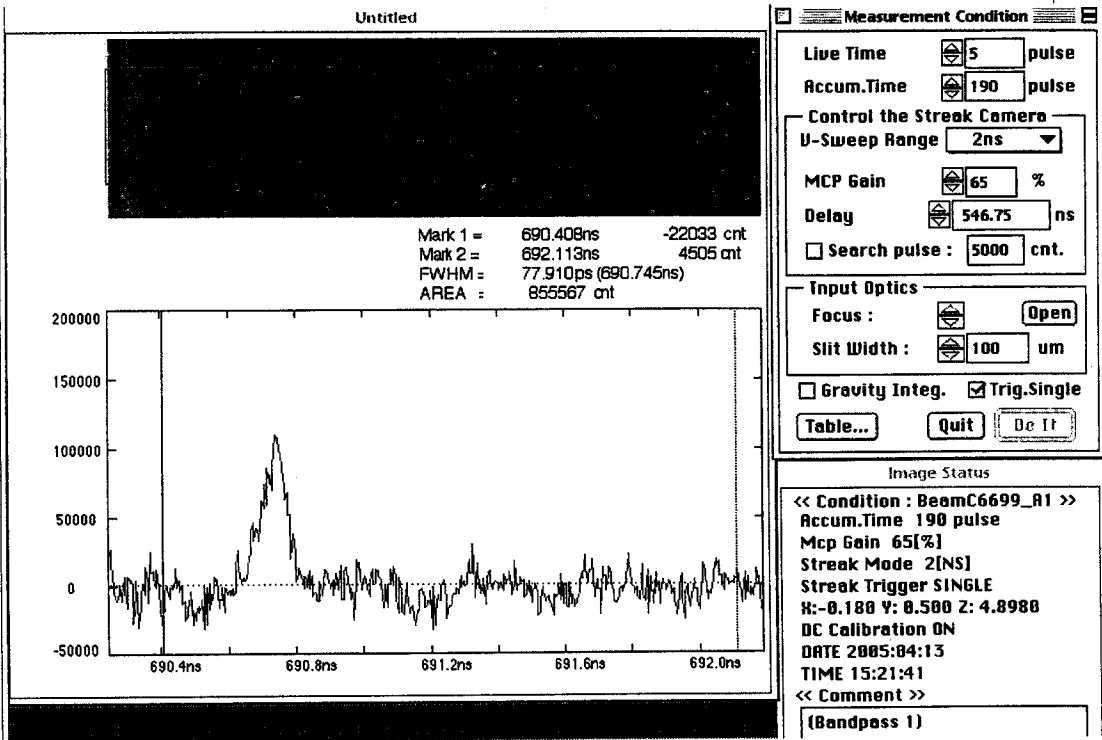 Untitled
Mark 1 = 690.408ns -22033 cnt
Mark 2 = 692.113ns 4505 cnt
FWHM = 77.910ps (690.745ns)
AREA : 855567 cnt
200000
150000
100000
50000
0
-50000
690.4ns 690.8ns 691.2ns 691.6ns 692.0ns
Measurement Condition
Live Time 5 pulse
Accum.Time 190 pulse
Control the Streak Camera
V-Sweep Range 2ns
MCP Gain 65 %
Delay 546.75 ns
Search pulse : 5000 cnt.
Input Optics
Focus : Open
Slit Width : 100 um
Gravity Integ. Trig.Single
Table... Quit Do It
Image Status
<< Condition : BeamC6699_A1 >>
Accum.Time 190 pulse
Mcp Gain 65[%]
Streak Mode 2[NS]
Streak Trigger SINGLE
X:-0.180 Y: 0.500 Z: 4.8980
DC Calibration ON
DATE 2005:04:13
TIME 15:21:41
<< Comment >>
(Bandpass 1)